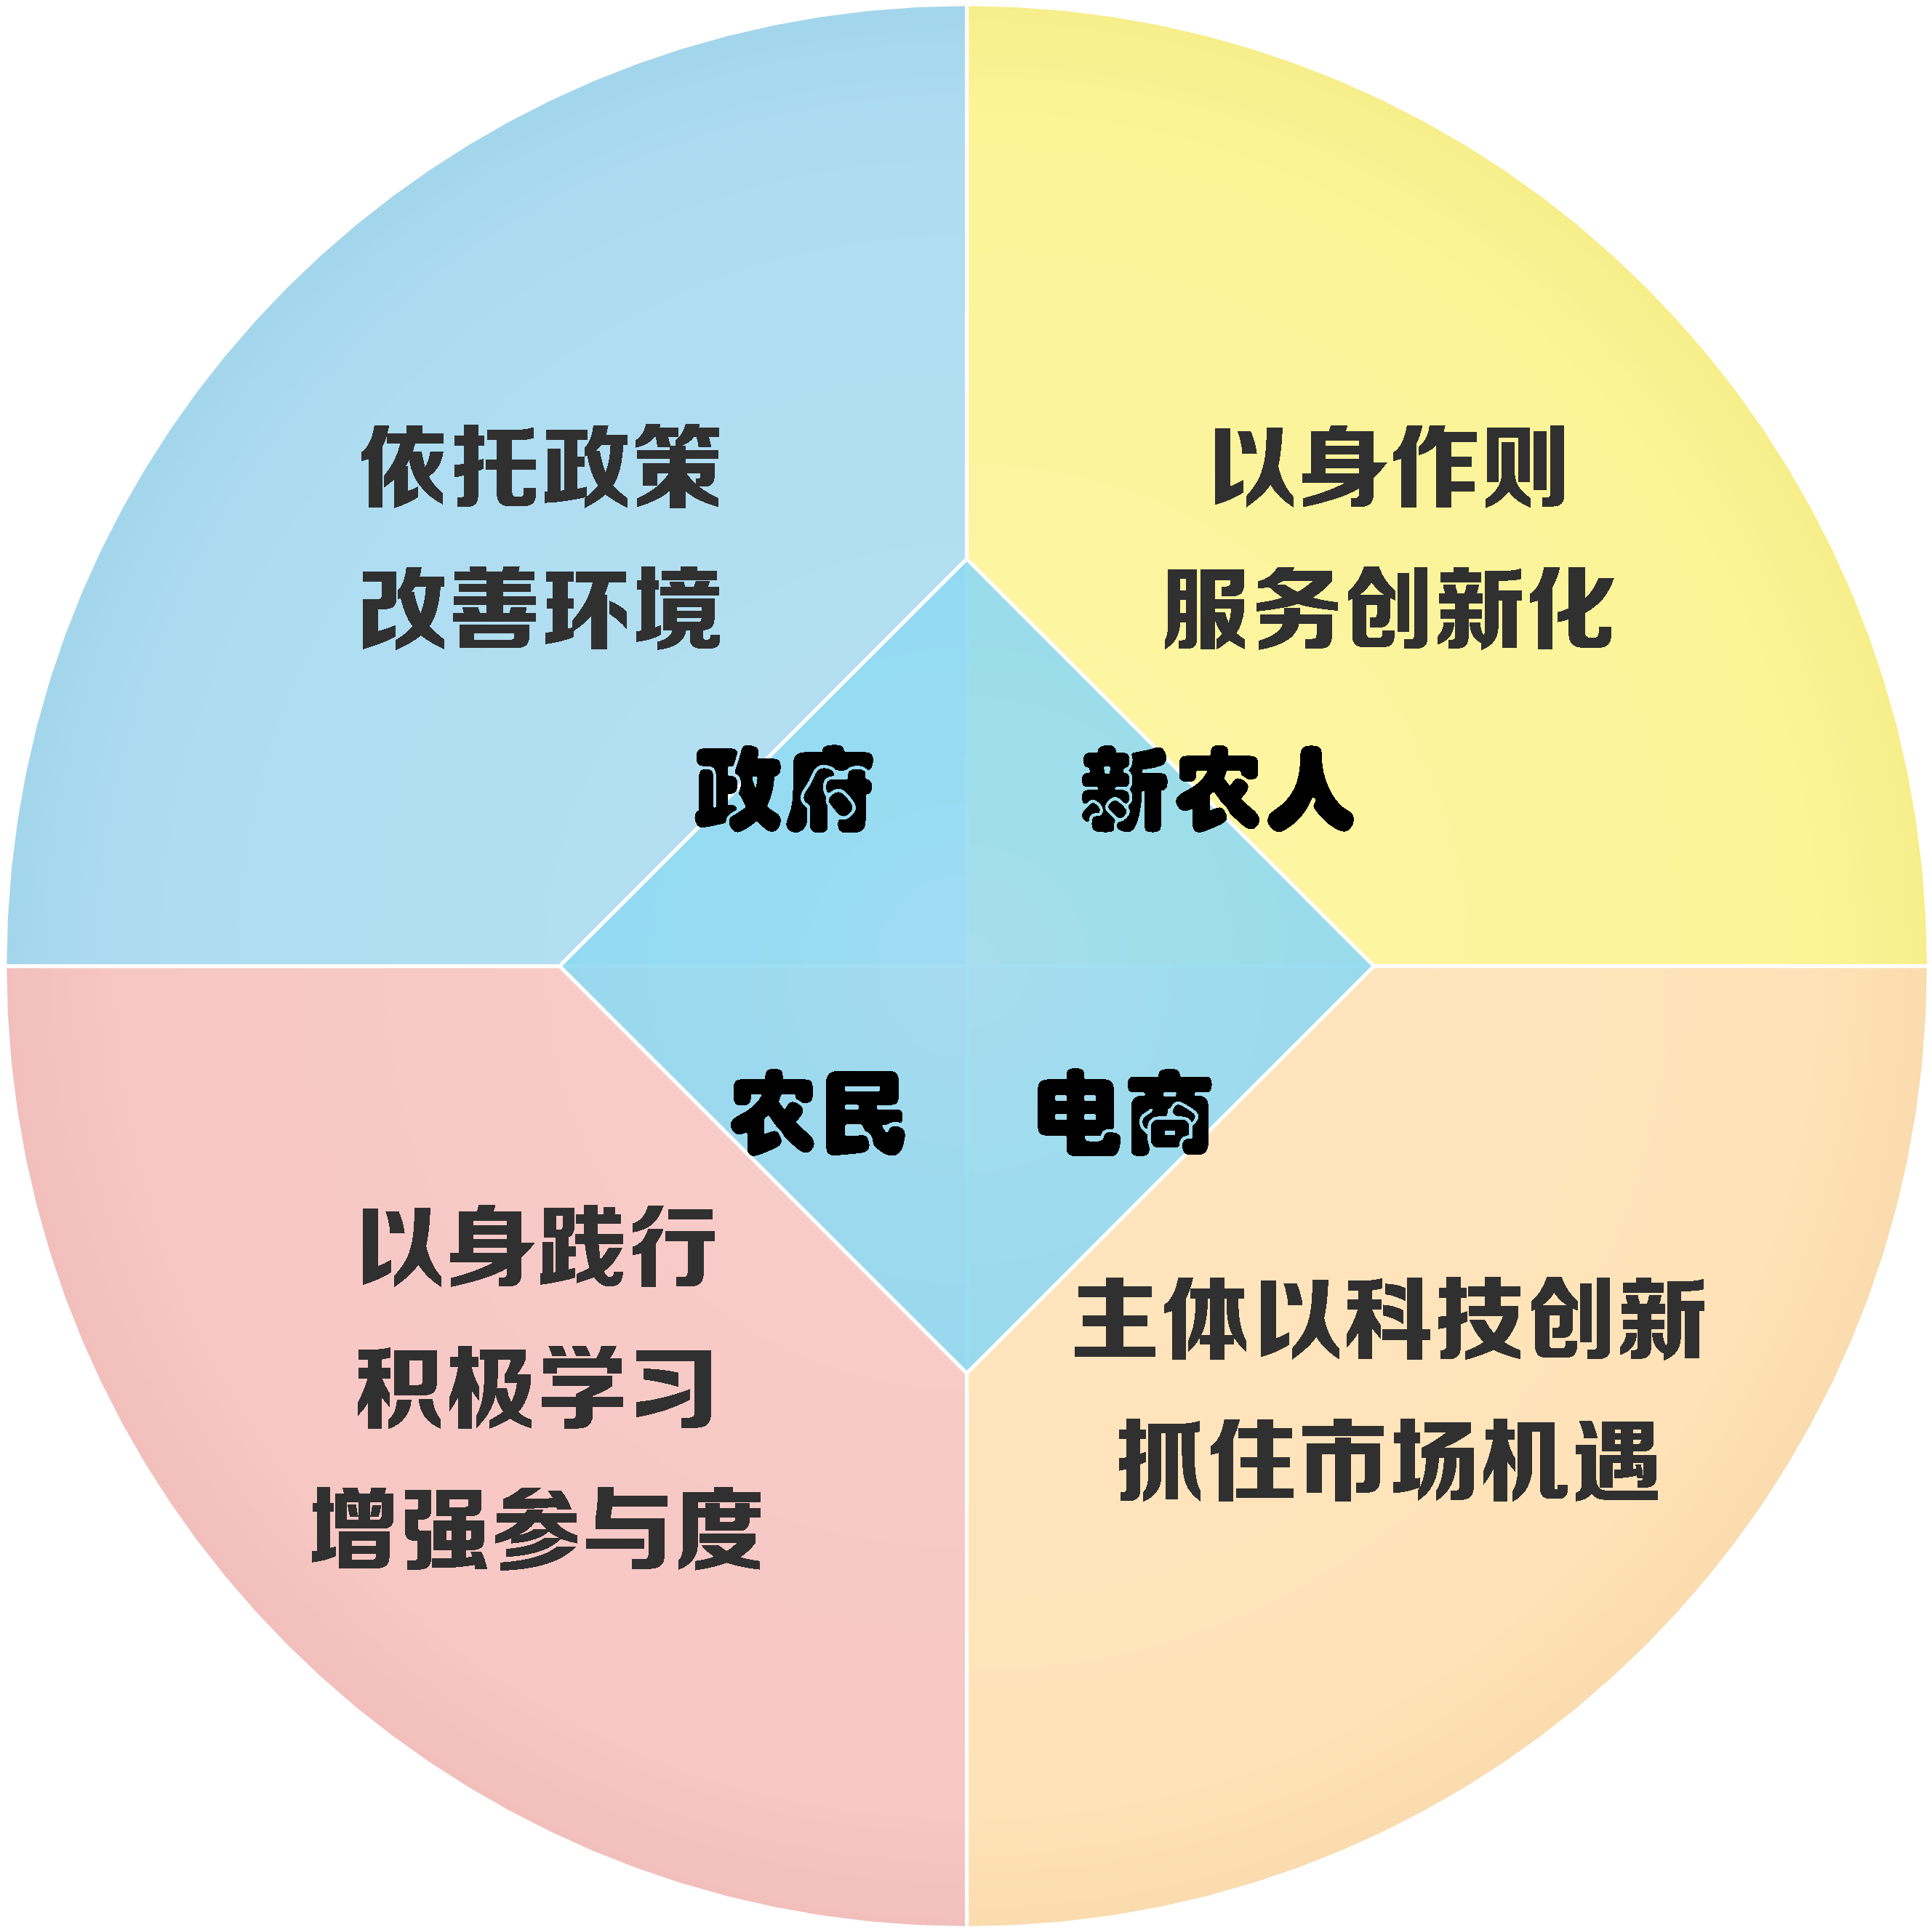 依托政策
改善环境
政府
以身作则
服务创新化
新农人
农民
以身践行
积极学习
增强参与度
电商
主体以科技创新
抓住市场机遇